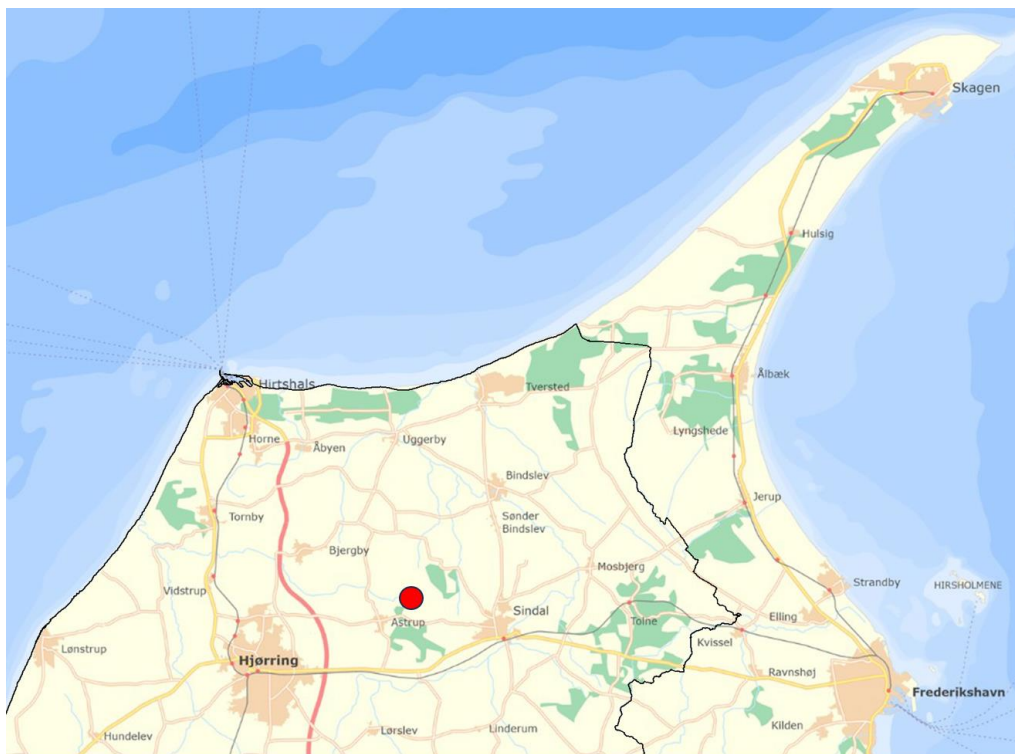 Skagen
Hulsig
Ålbæk
Hirtshals
Tversted
Lyngshede
Horne
Åbyen
Uggerby
Bindslev
Jerup
Tornby
Sønder
Bindslev
Bjergby
Mosbjerg
Strandby
HIRSHOLMENE
Vidstrup
Sindal
Astrup
Tolne
Elling
Kvissel
Lønstrup
Hjørring
Ravnshøj
Frederikshavn
Kilden
Hundelev
Lørslev
Linderum